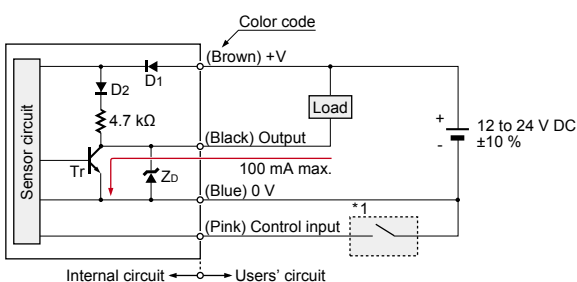 Color code
(Brown) +V
D1
D2
Load
4.7 kΩ
+
12 to 24 V DC
±10 %
-
(Black) Output
Sensor circuit
Tr
ZD
100 mA max.
(Blue) 0 V
*1
(Pink) Control input
Internal circuit
Users' circuit